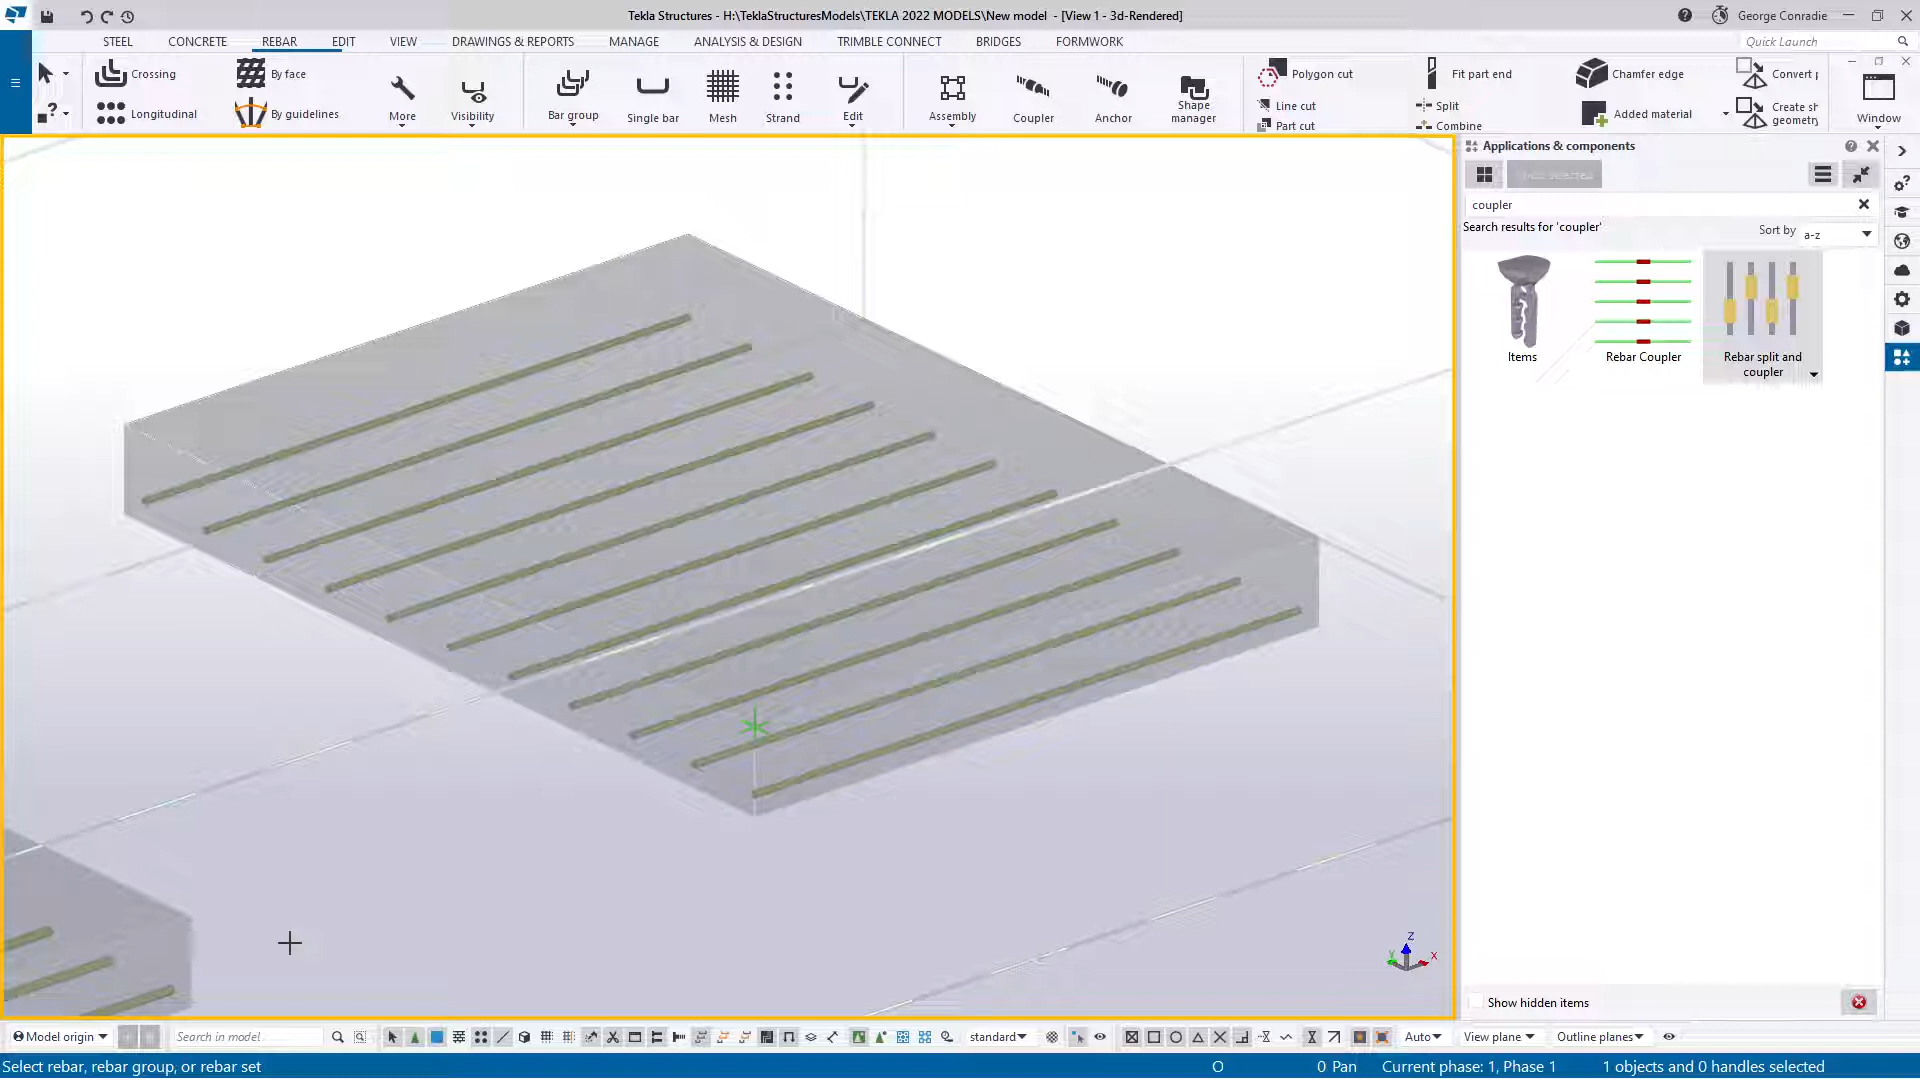 Tekla Structures - H:\TeklaStructuresModels\TEKLA 2022 MODELS\New model - [View 1 - 3d-Rendered]
George Conradie
STEEL CONCRETE REBAR EDIT VIEW DRAWINGS & REPORTS MANAGE ANALYSIS & DESIGN TRIMBLE CONNECT BRIDGES FORMWORK
Quick Launch
Crossing
Longitudinal
By face
By guidelines
More
Visibility
Bar group
Single bar
Mesh
Strand
Edit
Assembly
Coupler
Anchor
Shape
manager
Polygon cut
Line cut
Part cut
Fit part end
Split
Combine
Chamfer edge
Added material
Convert
Create sh
geometry
Window
Applications & components
coupler
Search results for 'coupler'
Sort by a-z
Items
Rebar Coupler
Rebar split and
coupler
Z
Y
X
Show hidden items
Model origin
Search in model
standard
Auto
View plane
Outline planes
Select rebar, rebar group, or rebar set
O
0 Pan
Current phase: 1, Phase 1
1 objects and 0 handles selected